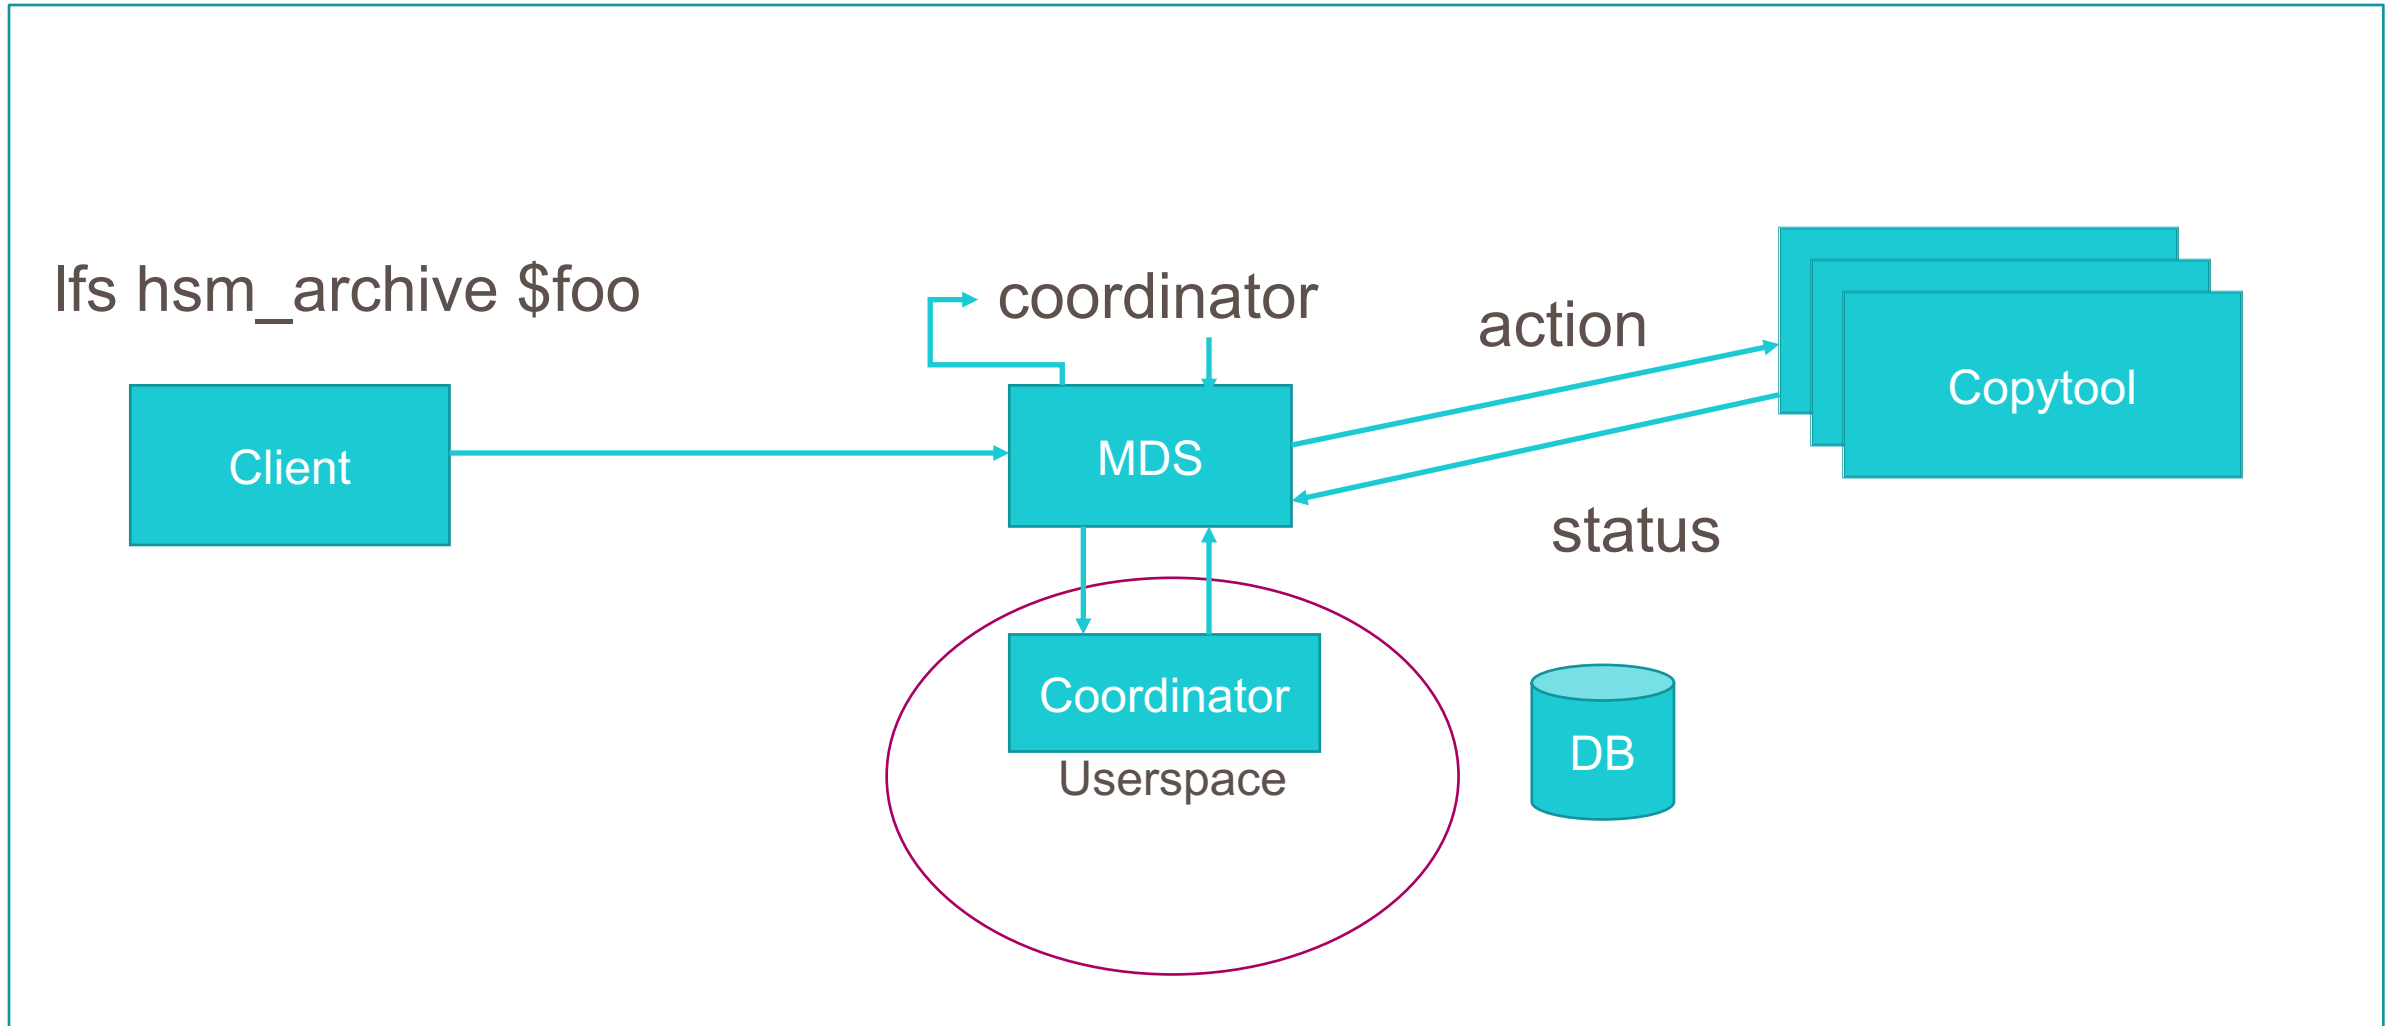 lfs hsm_archive $foo
coordinator
action
Copytool
Client
MDS
status
Coordinator
Userspace
DB